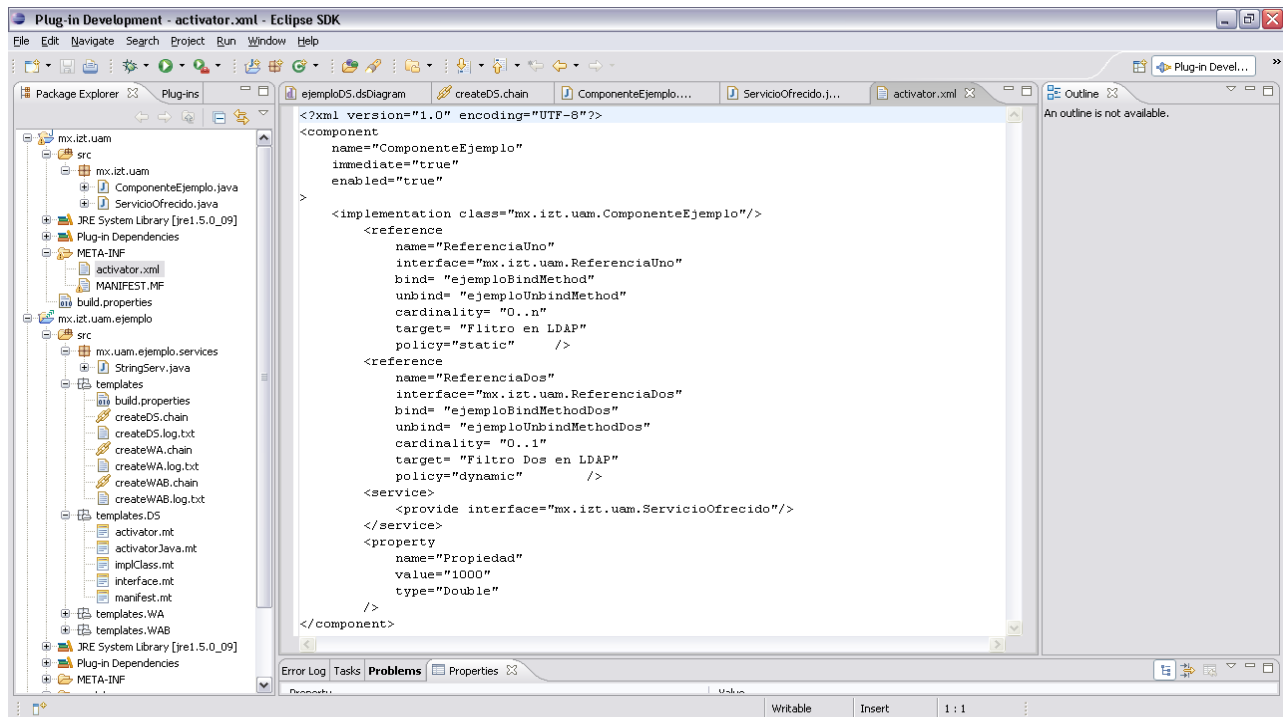 Plug-in Development - activator.xml - Eclipse SDK
File Edit Navigate Search Project Run Window Help
Plug-in Devel... »
Package Explorer Plug-ins
ejemploDS.dsDiagram createDS.chain ComponenteEjemplo.... ServicioOfrecido.j... activator.xml
Outline
An outline is not available.
mx.izt.uam
src
mx.izt.uam
ComponenteEjemplo.java
ServicioOfrecido.java
JRE System Library [jre1.5.0_09]
Plug-in Dependencies
META-INF
activator.xml
MANIFEST.MF
build.properties
mx.izt.uam.ejemplo
src
mx.uam.ejemplo.services
StringServ.java
templates
build.properties
createDS.chain
createDS.log.txt
createWA.chain
createWA.log.txt
createWAB.chain
createWAB.log.txt
templates.DS
activator.mt
activatorJava.mt
implClass.mt
interface.mt
manifest.mt
templates.WA
templates.WAB
JRE System Library [jre1.5.0_09]
Plug-in Dependencies
META-INF
<?xml version="1.0" encoding="UTF-8"?>
<component
name="ComponenteEjemplo"
immediate="true"
enabled="true"
>
<implementation class="mx.izt.uam.ComponenteEjemplo"/>
<reference
name="ReferenciaUno"
interface="mx.izt.uam.ReferenciaUno"
bind= "ejemploBindMethod"
unbind= "ejemploUnbindMethod"
cardinality= "0..n"
target= "Flitro en LDAP"
policy="static" />
<reference
name="ReferenciaDos"
interface="mx.izt.uam.ReferenciaDos"
bind= "ejemploBindMethodDos"
unbind= "ejemploUnbindMethodDos"
cardinality= "0..1"
target= "Filtro Dos en LDAP"
policy="dynamic" />
<service>
<provide interface="mx.izt.uam.ServicioOfrecido"/>
</service>
<property
name="Propiedad"
value="1000"
type="Double"
/>
</component>
Error Log Tasks Problems Properties
Property Value
Writable Insert 1 : 1